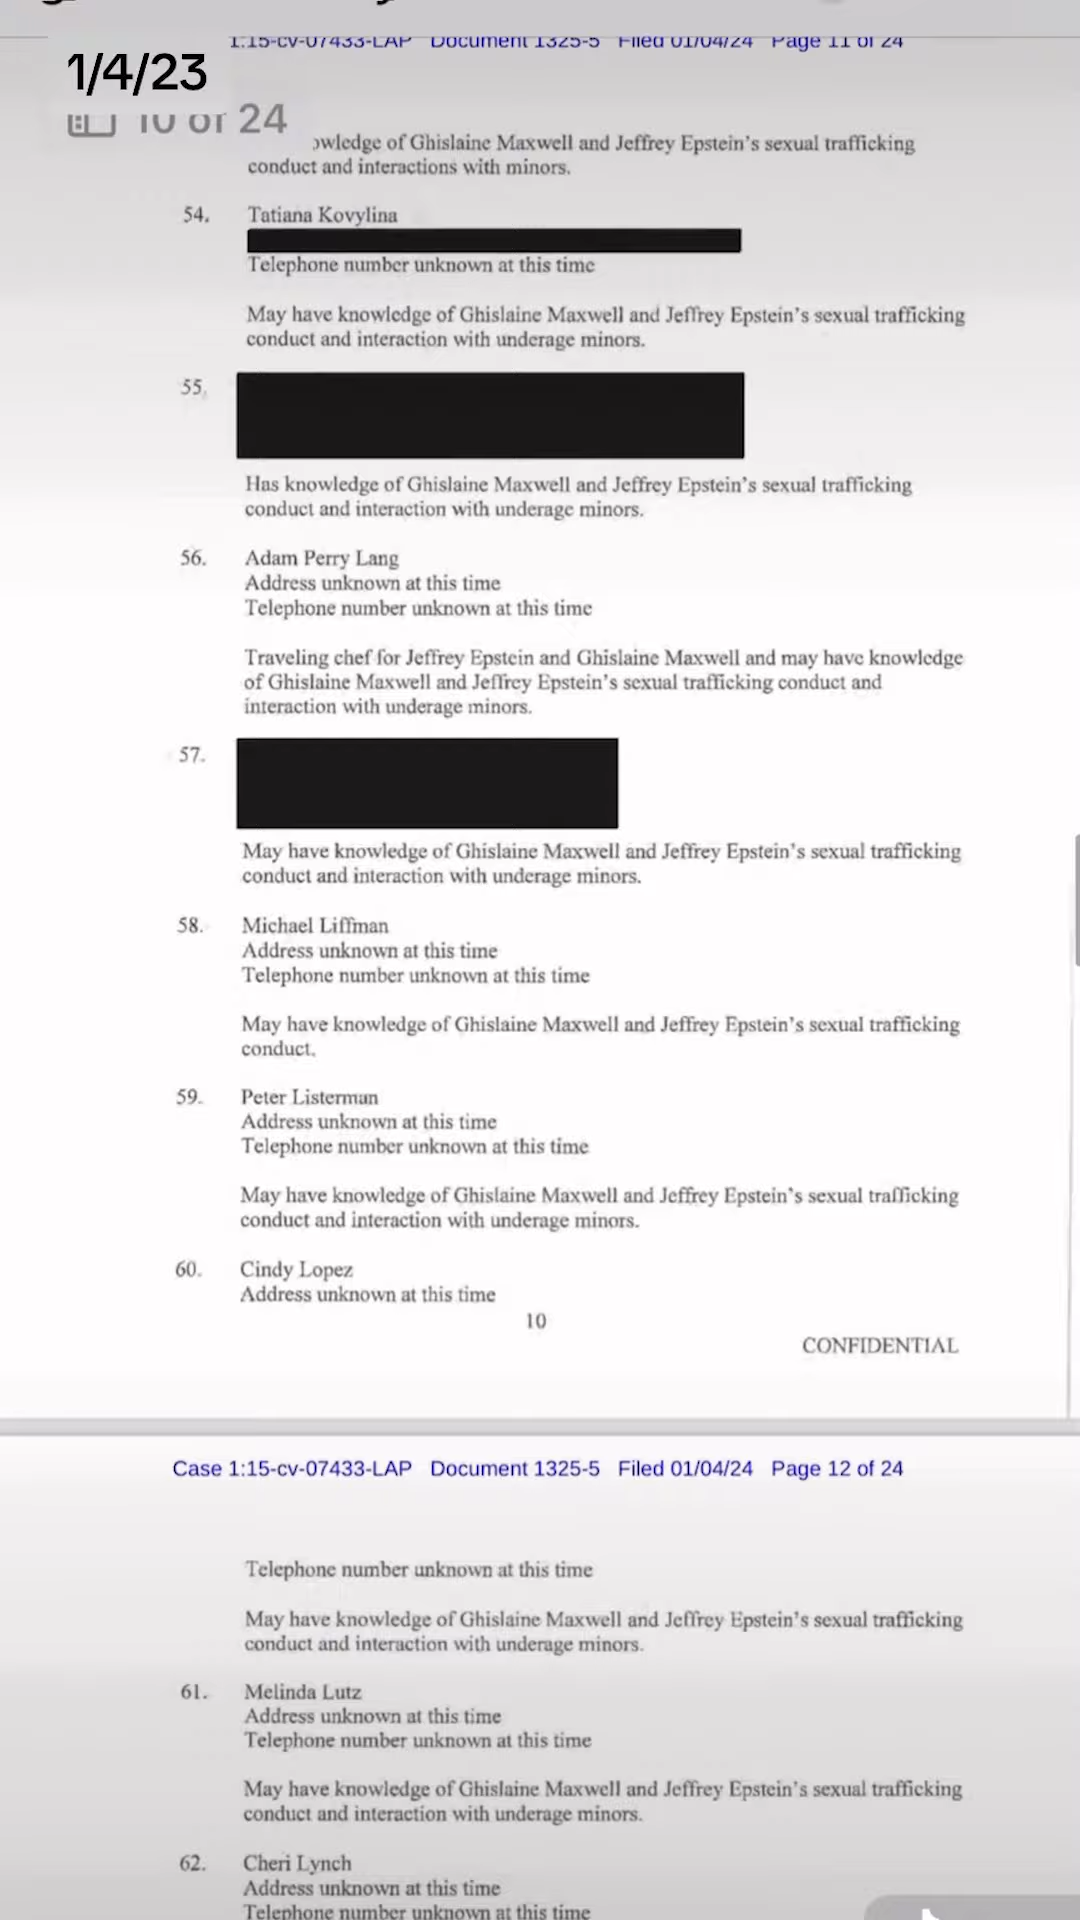 1:15-cv-07433-LAP Document 1325-5 Filed 01/04/24 Page 11 of 24
1/4/23
10 of 24
owledge of Ghislaine Maxwell and Jeffrey Epstein's sexual trafficking
conduct and interactions with minors.
54. Tatiana Kovylina
Telephone number unknown at this time
May have knowledge of Ghislaine Maxwell and Jeffrey Epstein's sexual trafficking
conduct and interaction with underage minors.
55.
Has knowledge of Ghislaine Maxwell and Jeffrey Epstein's sexual trafficking
conduct and interaction with underage minors.
56. Adam Perry Lang
Address unknown at this time
Telephone number unknown at this time
Traveling chef for Jeffrey Epstein and Ghislaine Maxwell and may have knowledge
of Ghislaine Maxwell and Jeffrey Epstein's sexual trafficking conduct and
interaction with underage minors.
57.
May have knowledge of Ghislaine Maxwell and Jeffrey Epstein's sexual trafficking
conduct and interaction with underage minors.
58. Michael Liffman
Address unknown at this time
Telephone number unknown at this time
May have knowledge of Ghislaine Maxwell and Jeffrey Epstein's sexual trafficking
conduct.
59. Peter Listerman
Address unknown at this time
Telephone number unknown at this time
May have knowledge of Ghislaine Maxwell and Jeffrey Epstein's sexual trafficking
conduct and interaction with underage minors.
60. Cindy Lopez
Address unknown at this time
10
CONFIDENTIAL
Case 1:15-cv-07433-LAP Document 1325-5 Filed 01/04/24 Page 12 of 24
Telephone number unknown at this time
May have knowledge of Ghislaine Maxwell and Jeffrey Epstein's sexual trafficking
conduct and interaction with underage minors.
61. Melinda Lutz
Address unknown at this time
Telephone number unknown at this time
May have knowledge of Ghislaine Maxwell and Jeffrey Epstein's sexual trafficking
conduct and interaction with underage minors.
62. Cheri Lynch
Address unknown at this time
Telephone number unknown at this time